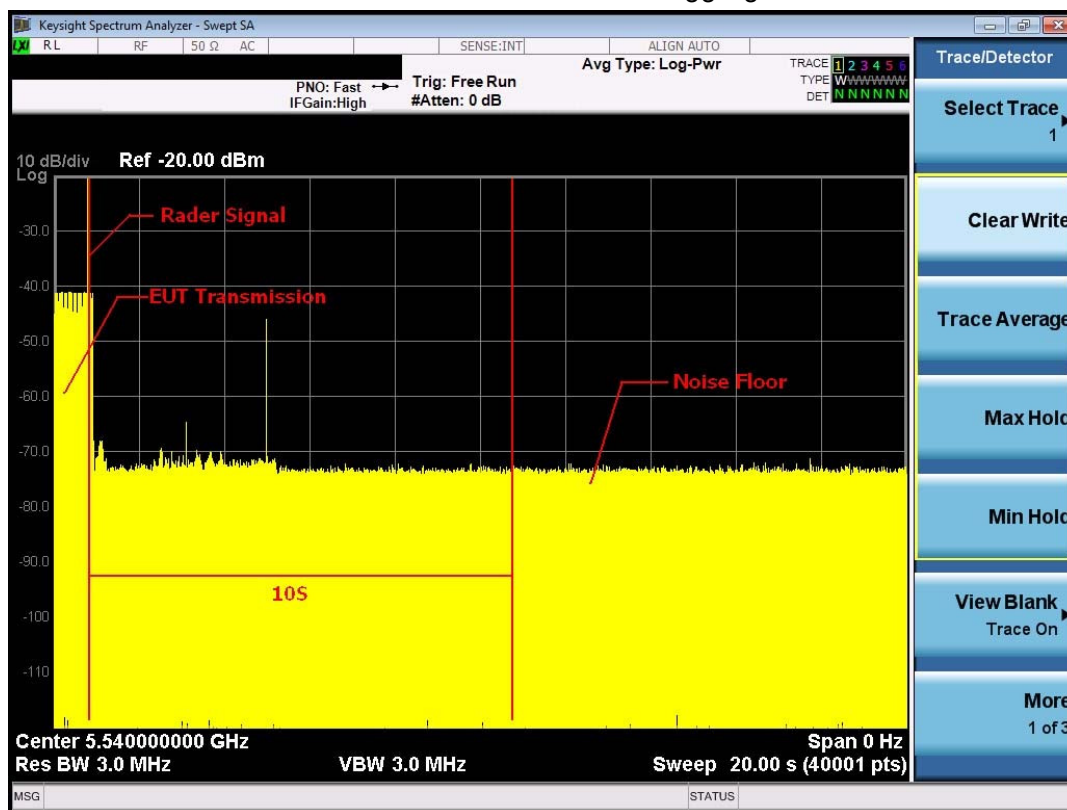 Keysight Spectrum Analyzer - Swept SA
LXI RL RF 50 Ω AC SENSE:INT ALIGN AUTO
Avg Type: Log-Pwr
TRACE 1 2 3 4 5 6
TYPE WWWWWW
DET N N N N N N
PNO: Fast
IFGain:High
Trig: Free Run
#Atten: 0 dB
10 dB/div Ref -20.00 dBm
Log
Rader Signal
-30.0
-40.0
EUT Transmission
-50.0
-60.0
Noise Floor
-70.0
-80.0
-90.0
10S
-100
-110
Center 5.540000000 GHz Span 0 Hz
Res BW 3.0 MHz VBW 3.0 MHz Sweep 20.00 s (40001 pts)
MSG STATUS
Trace/Detector
Select Trace
1
Clear Write
Trace Average
Max Hold
Min Hold
View Blank
Trace On
More
1 of 3